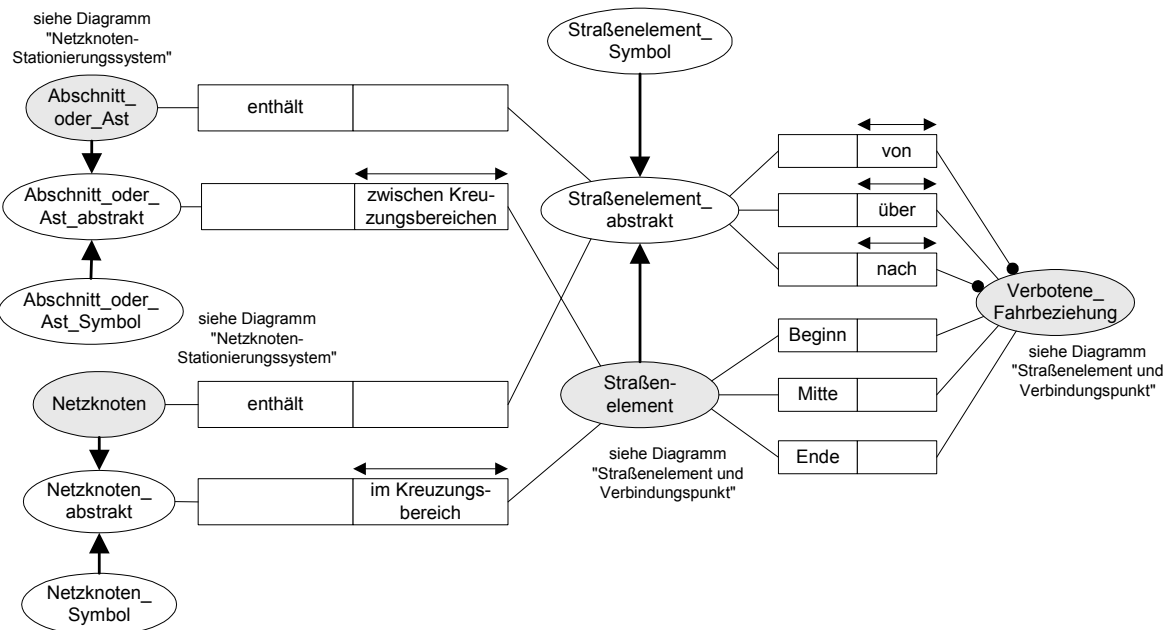 siehe Diagramm
"Netzknoten-
Stationierungssystem"
Abschnitt_
oder_Ast
enthält
Abschnitt_oder_
Ast_abstrakt
zwischen Kreu-
zungsbereichen
Abschnitt_oder_
Ast_Symbol
siehe Diagramm
"Netzknoten-
Stationierungssystem"
Netzknoten
enthält
Netzknoten_
abstrakt
im Kreuzungs-
bereich
Netzknoten_
Symbol
Straßenelement_
Symbol
Straßenelement_
abstrakt
Straßen-
element
siehe Diagramm
"Straßenelement und
Verbindungspunkt"
von
über
nach
Beginn
Mitte
Ende
Verbotene_
Fahrbeziehung
siehe Diagramm
"Straßenelement und
Verbindungspunkt"